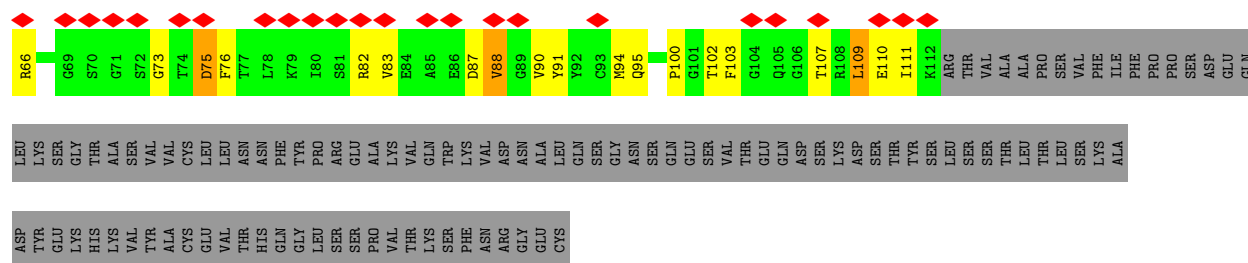 R66 G69 S70 G71 S72 G73 T74 D75 F76 T77 L78 K79 I80 S81 R82 V83 E84 A85 E86 D87 V88 G89 V90 Y91 Y92 C93 M94 Q95 P100 G101 T102 F103 G104 Q105 G106 T107 R108 L109 E110 I111 K112 ARG THR VAL ALA ALA PRO SER VAL PHE ILE PHE PRO PRO SER ASP GLU GLN
LEU LYS SER GLY THR ALA SER VAL VAL CYS LEU LEU ASN ASN PHE TYR PRO ARG GLU ALA LYS VAL GLN TRP LYS VAL ASP ASN ALA LEU GLN SER GLY ASN SER GLN GLU SER VAL THR GLU GLN ASP SER LYS ASP SER THR TYR SER LEU SER SER THR LEU THR LEU SER LYS ALA
ASP TYR GLU LYS HIS LYS VAL TYR ALA CYS GLU VAL THR HIS GLN GLY LEU SER SER PRO VAL THR LYS SER PHE ASN ARG GLY GLU CYS